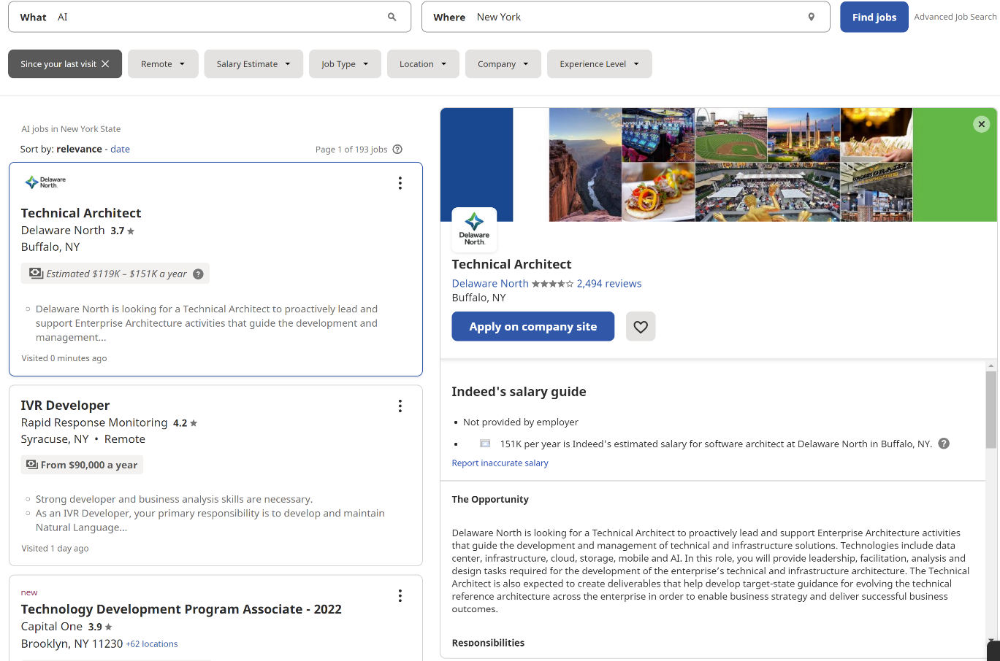 What AI
Where New York
Find jobs
Advanced Job Search
Since your last visit
Remote
Salary Estimate
Job Type
Location
Company
Experience Level
AI jobs in New York State
Sort by: relevance - date
Page 1 of 193 jobs
Delaware
North.
Technical Architect
Delaware North 3.7
Buffalo, NY
Estimated $119K – $151K a year
Delaware North is looking for a Technical Architect to proactively lead and
support Enterprise Architecture activities that guide the development and
management...
Visited 0 minutes ago
IVR Developer
Rapid Response Monitoring 4.2
Syracuse, NY • Remote
From $90,000 a year
Strong developer and business analysis skills are necessary.
As an IVR Developer, your primary responsibility is to develop and maintain
Natural Language...
Visited 1 day ago
new
Technology Development Program Associate - 2022
Capital One 3.9
Brooklyn, NY 11230 +62 locations
Delaware
North.
Technical Architect
Delaware North 2,494 reviews
Buffalo, NY
Apply on company site
Indeed's salary guide
Not provided by employer
151K per year is Indeed's estimated salary for software architect at Delaware North in Buffalo, NY.
Report inaccurate salary
The Opportunity
Delaware North is looking for a Technical Architect to proactively lead and support Enterprise Architecture activities
that guide the development and management of technical and infrastructure solutions. Technologies include data
center, infrastructure, cloud, storage, mobile and AI. In this role, you will provide leadership, facilitation, analysis and
design tasks required for the development of the enterprise's technical and infrastructure architecture. The Technical
Architect is also expected to create deliverables that help develop target-state guidance for evolving the technical
reference architecture across the enterprise in order to enable business strategy and deliver successful business
outcomes.
Responsibilities